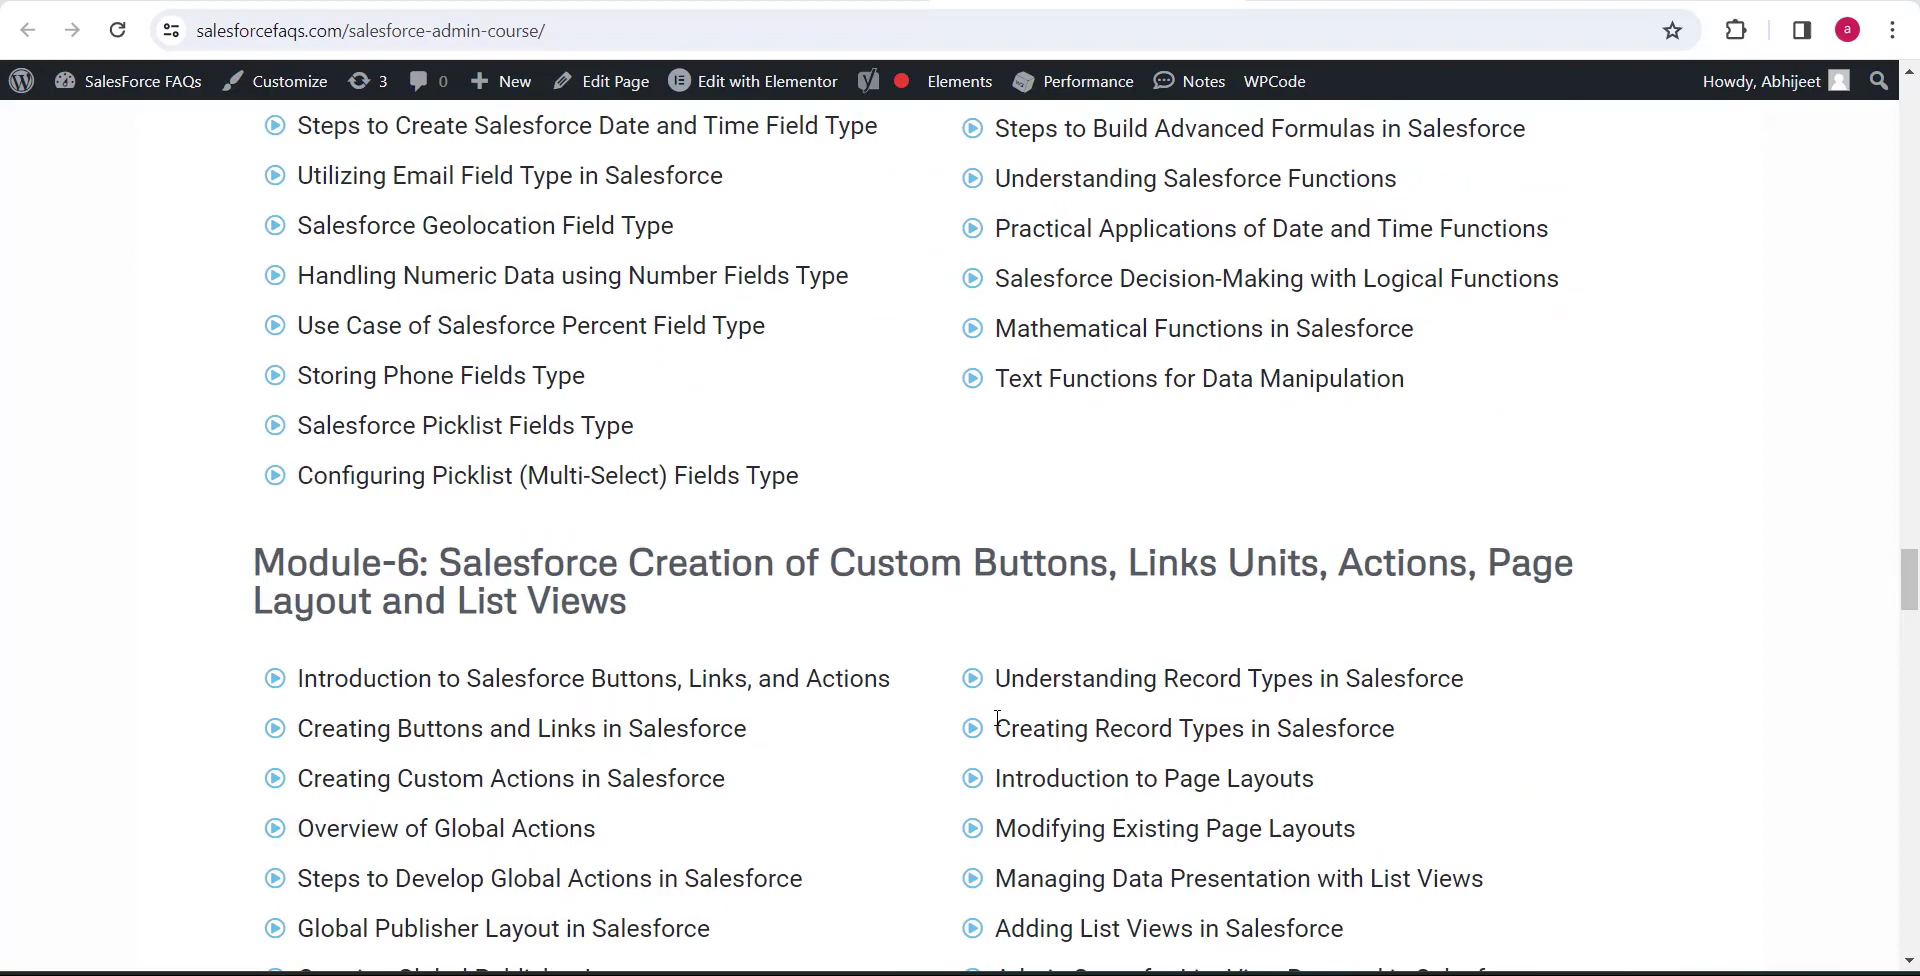 salesforcefaqs.com/salesforce-admin-course/
a
SalesForce FAQs Customize 3 0 New Edit Page Edit with Elementor Elements Performance Notes WPCode Howdy, Abhijeet
Steps to Create Salesforce Date and Time Field Type
Utilizing Email Field Type in Salesforce
Salesforce Geolocation Field Type
Handling Numeric Data using Number Fields Type
Use Case of Salesforce Percent Field Type
Storing Phone Fields Type
Salesforce Picklist Fields Type
Configuring Picklist (Multi-Select) Fields Type
Steps to Build Advanced Formulas in Salesforce
Understanding Salesforce Functions
Practical Applications of Date and Time Functions
Salesforce Decision-Making with Logical Functions
Mathematical Functions in Salesforce
Text Functions for Data Manipulation
Module-6: Salesforce Creation of Custom Buttons, Links Units, Actions, Page
Layout and List Views
Introduction to Salesforce Buttons, Links, and Actions
Creating Buttons and Links in Salesforce
Creating Custom Actions in Salesforce
Overview of Global Actions
Steps to Develop Global Actions in Salesforce
Global Publisher Layout in Salesforce
Understanding Record Types in Salesforce
Creating Record Types in Salesforce
Introduction to Page Layouts
Modifying Existing Page Layouts
Managing Data Presentation with List Views
Adding List Views in Salesforce